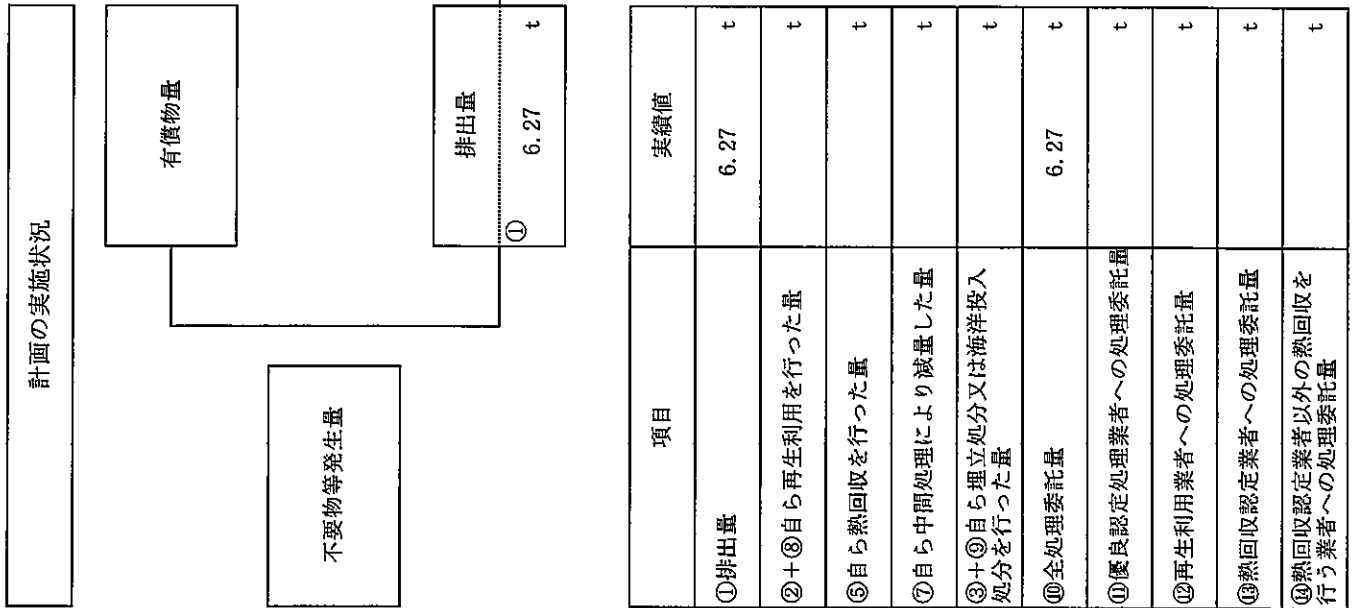 計画の実施状況
有償物量
不要物等発生量
排出量
① 6.27 t
項目 実績値
①排出量 6.27 t
②+⑧自ら再生利用を行った量 t
⑤自ら熱回収を行った量 t
⑦自ら中間処理により減量した量 t
③+⑨自ら埋立処分又は海洋投入
処分を行った量 t
⑩全処理委託量 6.27 t
⑪優良認定処理業者への処理委託量 t
⑫再生利用業者への処理委託量 t
⑬熱回収認定業者への処理委託量 t
⑭熱回収認定業者以外の熱回収を
行う業者への処理委託量 t